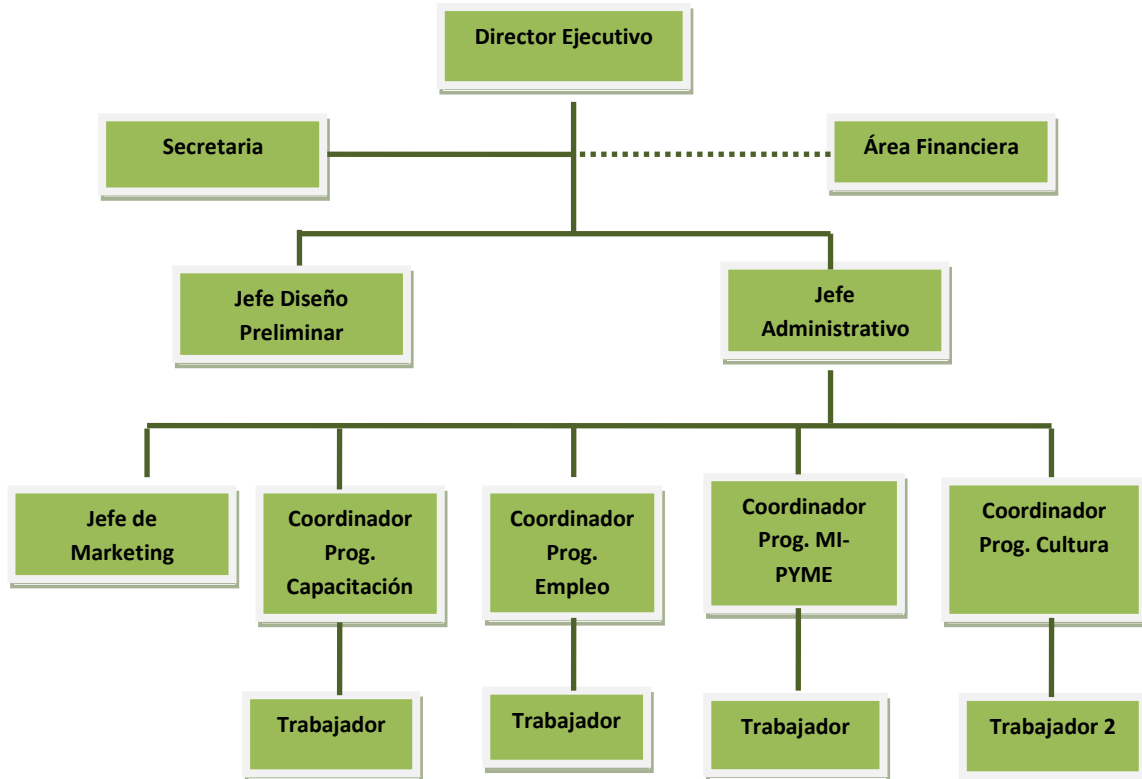 Director Ejecutivo
Secretaria
Área Financiera
Jefe Diseño
Preliminar
Jefe
Administrativo
Jefe de
Marketing
Coordinador
Prog.
Capacitación
Coordinador
Prog.
Empleo
Coordinador
Prog. MI-
PYME
Coordinador
Prog. Cultura
Trabajador
Trabajador
Trabajador
Trabajador 2